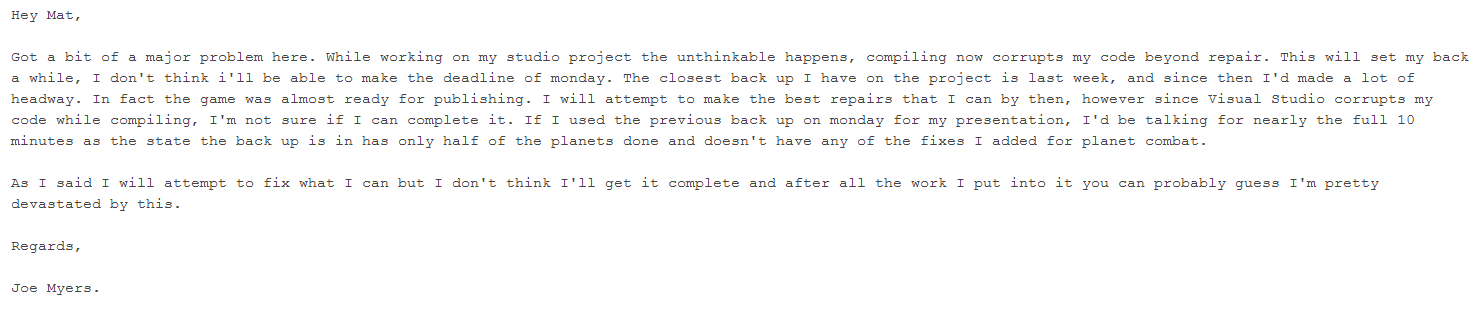 Hey Mat,
Got a bit of a major problem here. While working on my studio project the unthinkable happens, compiling now corrupts my code beyond repair. This will set my back
a while, I don't think i'll be able to make the deadline of monday. The closest back up I have on the project is last week, and since then I'd made a lot of
headway. In fact the game was almost ready for publishing. I will attempt to make the best repairs that I can by then, however since Visual Studio corrupts my
code while compiling, I'm not sure if I can complete it. If I used the previous back up on monday for my presentation, I'd be talking for nearly the full 10
minutes as the state the back up is in has only half of the planets done and doesn't have any of the fixes I added for planet combat.
As I said I will attempt to fix what I can but I don't think I'll get it complete and after all the work I put into it you can probably guess I'm pretty
devastated by this.
Regards,
Joe Myers.